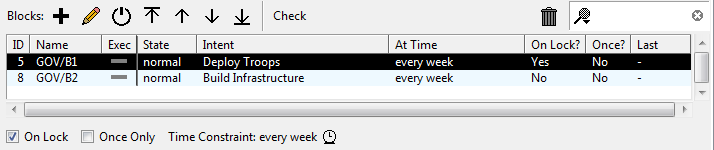 Blocks: Check
ID Name Exec State Intent At Time On Lock? Once? Last
5 GOV/B1 normal Deploy Troops every week Yes No -
8 GOV/B2 normal Build Infrastructure every week No No -
On Lock Once Only Time Constraint: every week